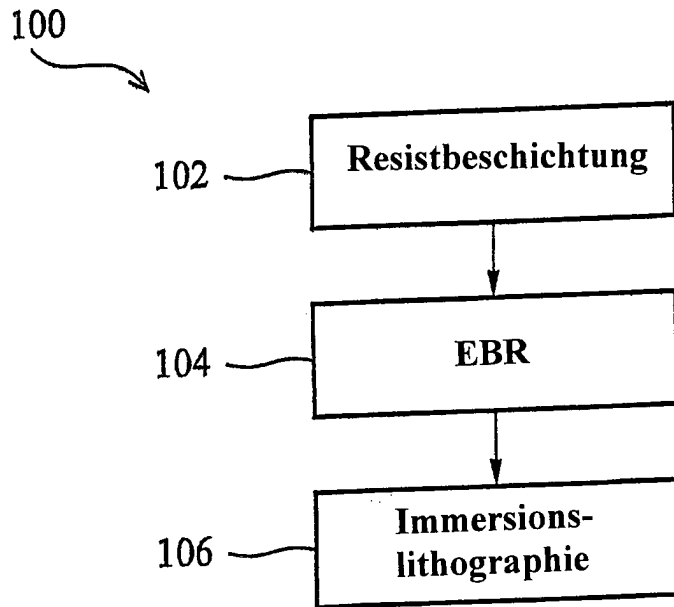 100
102
Resistbeschichtung
104
EBR
106
Immersions-
lithographie